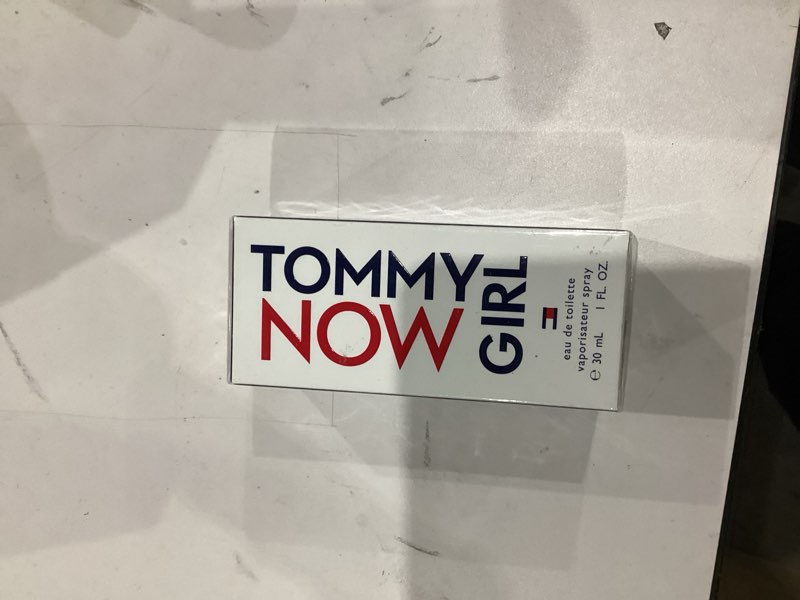 TOMMY
NOW
GIRL
eau de toilette
vaporisateur spray
℮ 30 mL 1 FL. OZ.